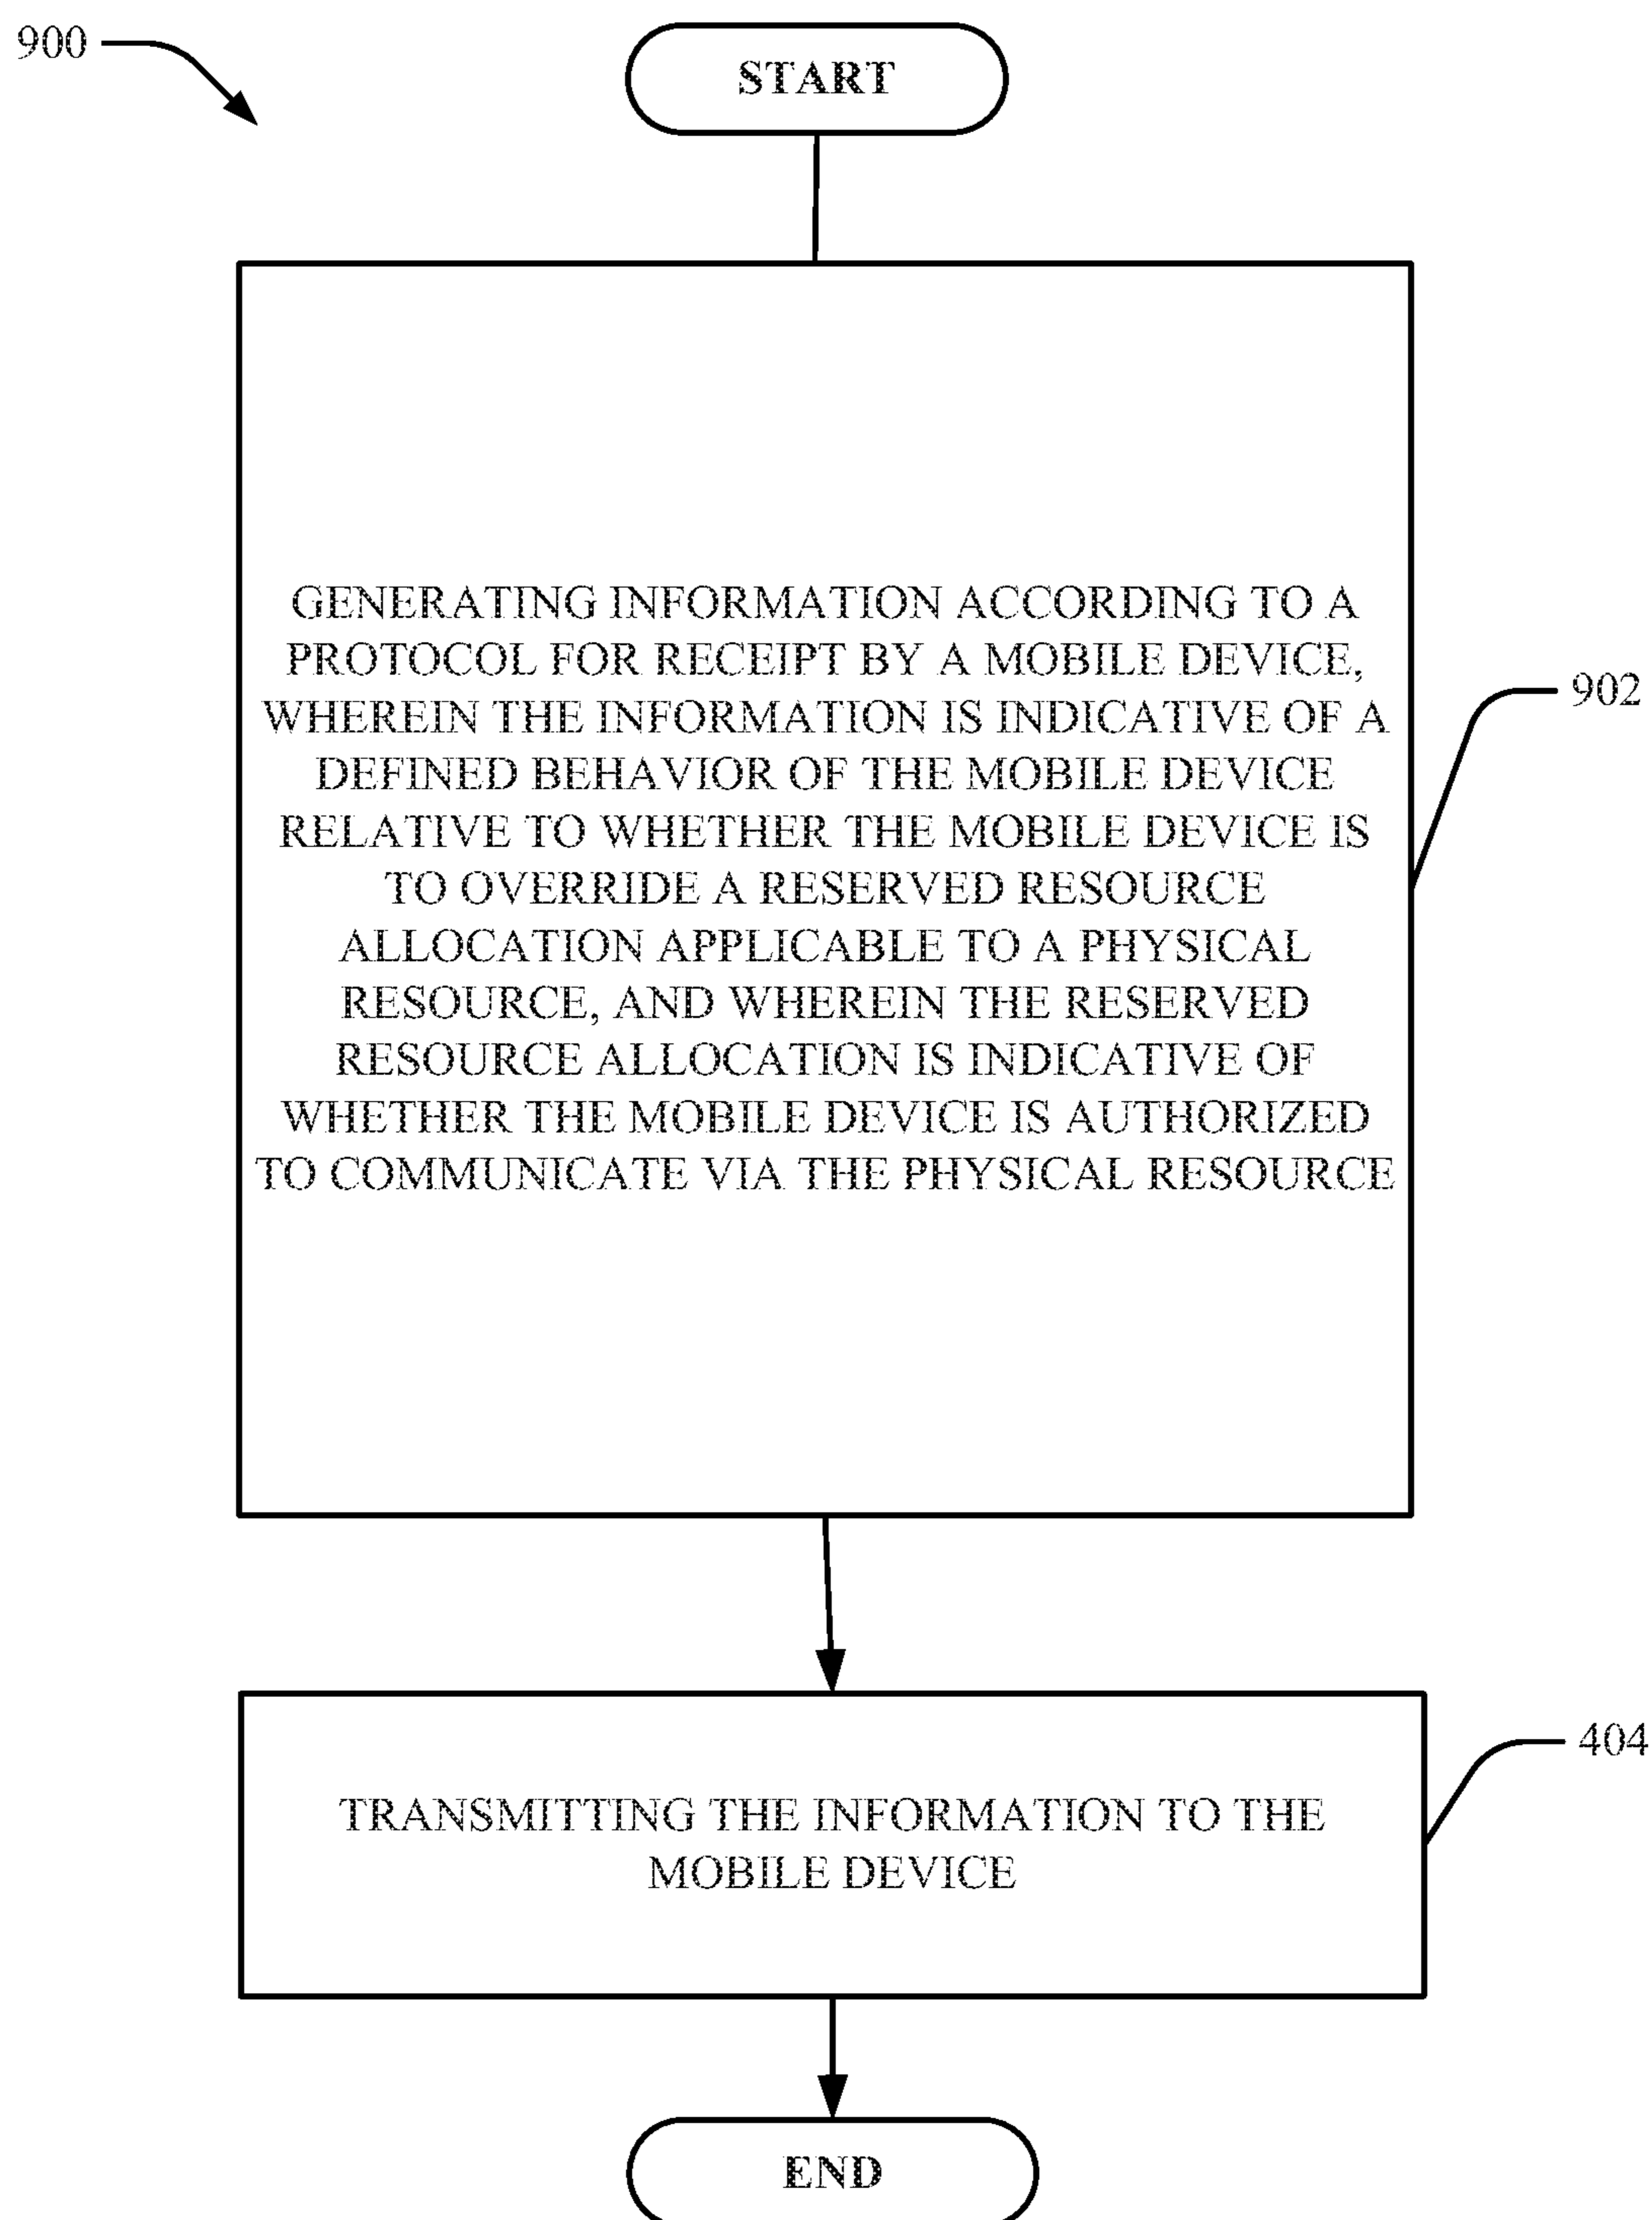 900
START
GENERATING INFORMATION ACCORDING TO A
PROTOCOL FOR RECEIPT BY A MOBILE DEVICE,
WHEREIN THE INFORMATION IS INDICATIVE OF A
DEFINED BEHAVIOR OF THE MOBILE DEVICE
RELATIVE TO WHETHER THE MOBILE DEVICE IS
TO OVERRIDE A RESERVED RESOURCE
ALLOCATION APPLICABLE TO A PHYSICAL
RESOURCE, AND WHEREIN THE RESERVED
RESOURCE ALLOCATION IS INDICATIVE OF
WHETHER THE MOBILE DEVICE IS AUTHORIZED
TO COMMUNICATE VIA THE PHYSICAL RESOURCE
902
TRANSMITTING THE INFORMATION TO THE
MOBILE DEVICE
404
END